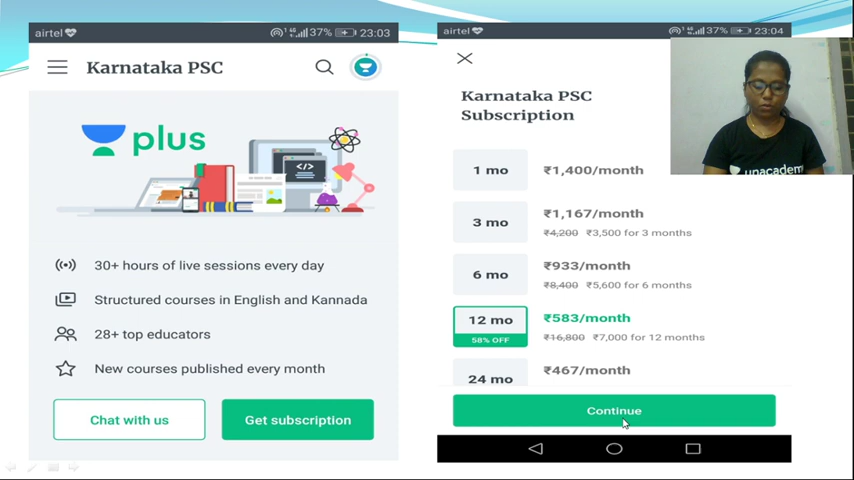 airtel
4G
37%
23:03
Karnataka PSC
plus
</>
30+ hours of live sessions every day
Structured courses in English and Kannada
28+ top educators
New courses published every month
Chat with us
Get subscription
airtel
4G
37%
23:04
Karnataka PSC
Subscription
1 mo
₹1,400/month
3 mo
₹1,167/month
₹4,200 ₹3,500 for 3 months
6 mo
₹933/month
₹8,400 ₹5,600 for 6 months
12 mo
58% OFF
₹583/month
₹16,800 ₹7,000 for 12 months
24 mo
₹467/month
Continue
unacadem